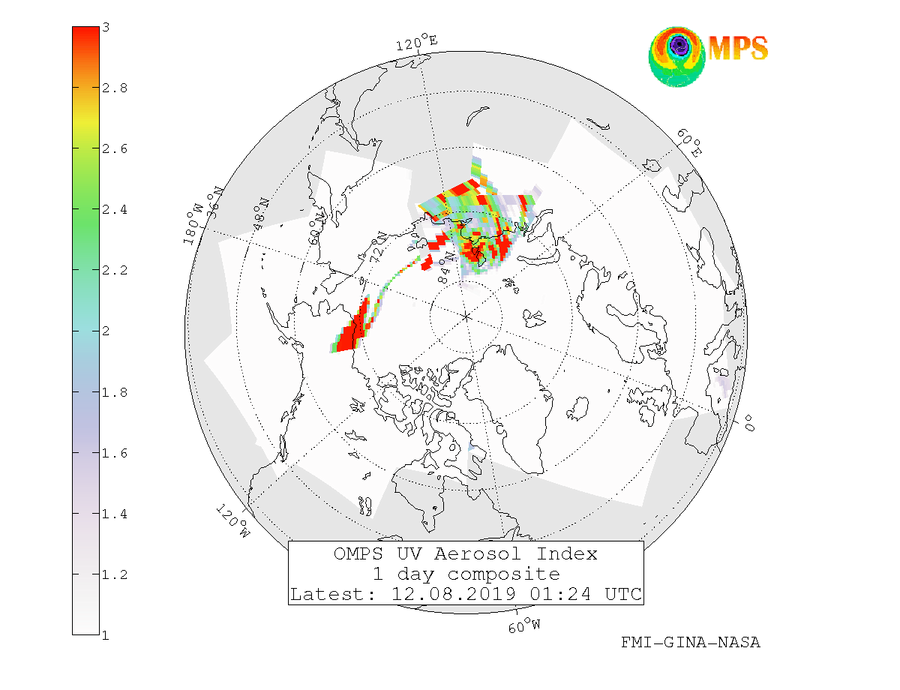 3
2.8
2.6
2.4
2.2
2
1.8
1.6
1.4
1.2
1
120°E
OMPS
60°E
180°W
36°N
48°N
60°N
72°N
84°N
0°
120°W
60°W
OMPS UV Aerosol Index
1 day composite
Latest: 12.08.2019 01:24 UTC
FMI-GINA-NASA